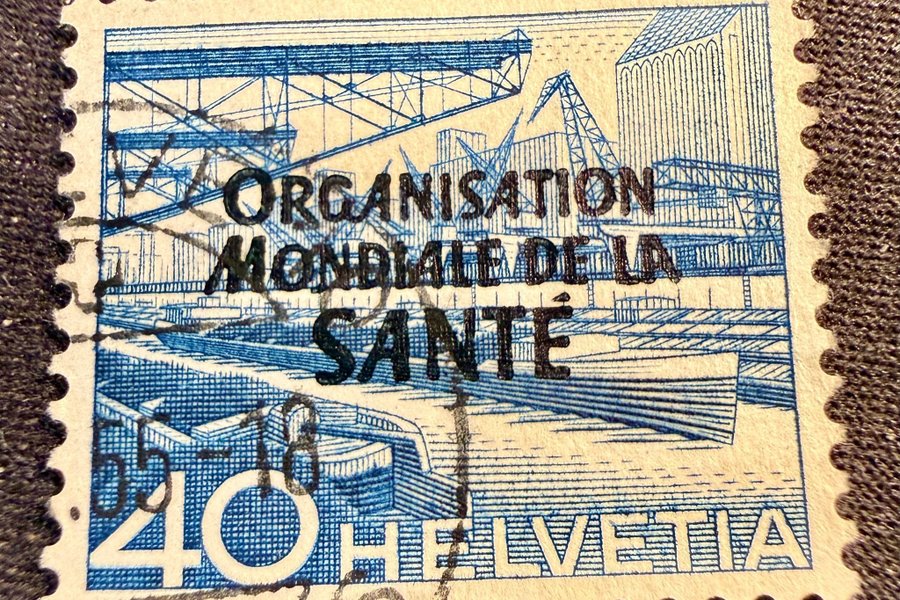 ORGANISATION
MONDIALE DE LA
SANTÉ
55-18
40 HELVETIA